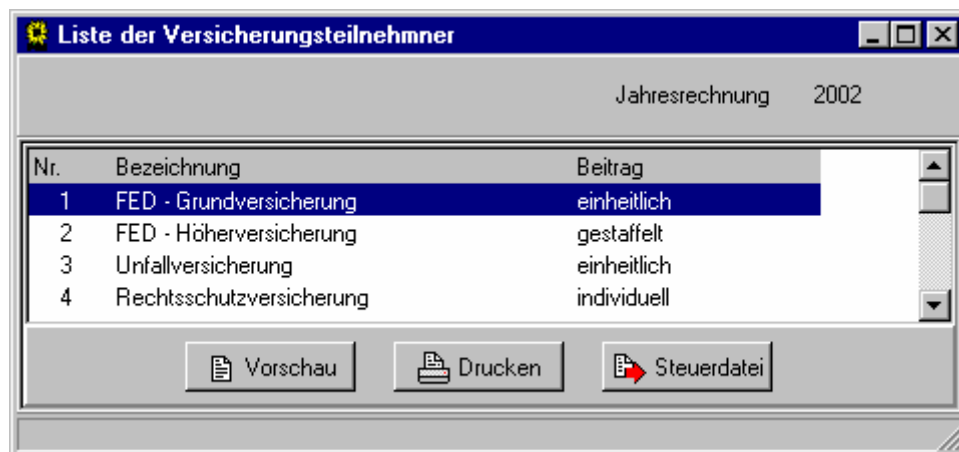 Liste der Versicherungsteilnehmner
Jahresrechnung 2002
Nr. Bezeichnung Beitrag
1 FED - Grundversicherung einheitlich
2 FED - Höherversicherung gestaffelt
3 Unfallversicherung einheitlich
4 Rechtsschutzversicherung individuell
Vorschau Drucken Steuerdatei